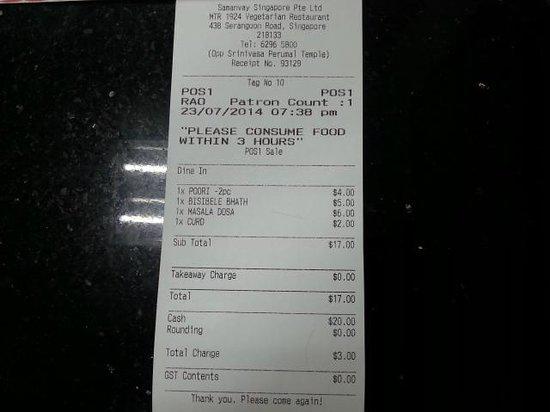 Samanvay Singapore Pte Ltd
MTR 1924 Vegetarian Restaurant
438 Serangoon Road, Singapore
218133
Tel: 6296 5800
(Opp Srinivasa Perumal Temple)
Receipt No. 93129
Tag No 10
POS1 POS1
RAO Patron Count :1
23/07/2014 07:38 pm
"PLEASE CONSUME FOOD
WITHIN 3 HOURS"
POS1 Sale
Dine In
1x POORI -2pc $4.00
1x BISIBELE BHATH $5.00
1x MASALA DOSA $6.00
1x CURD $2.00
Sub Total $17.00
Takeaway Charge $0.00
Total $17.00
Cash $20.00
Rounding $0.00
Total Change $3.00
GST Contents $0.00
Thank you. Please come again!